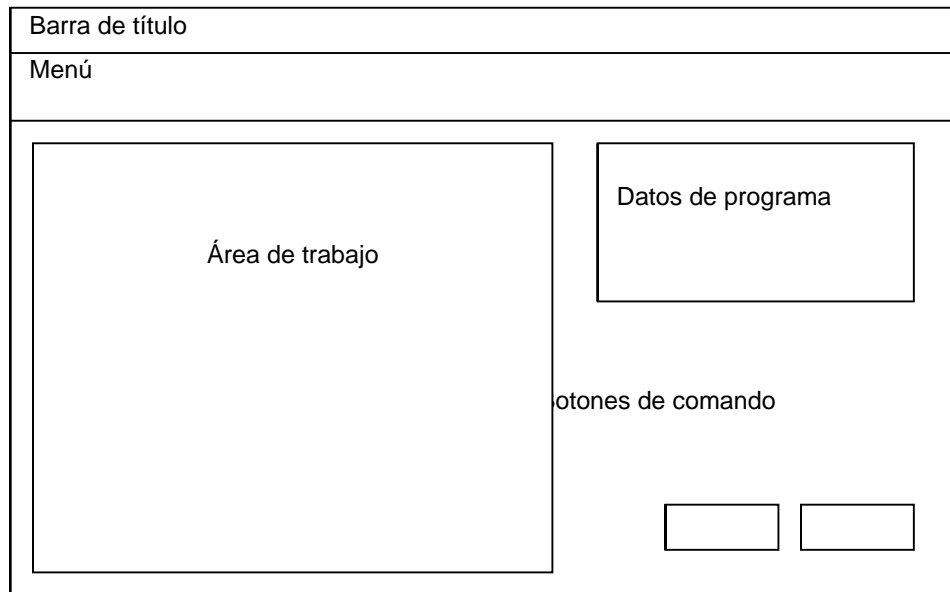 Barra de título
Menú
Datos de programa
Área de trabajo
otones de comando